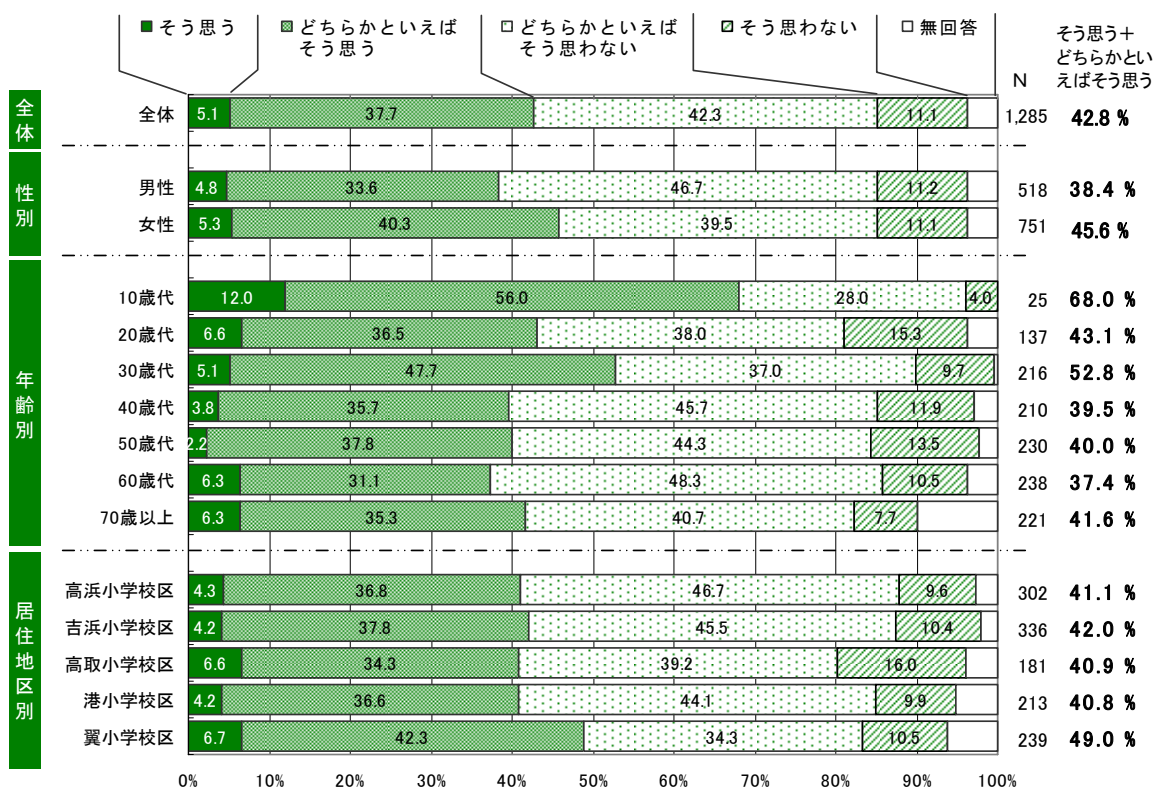 そう思う
どちらかといえば
そう思う
どちらかといえば
そう思わない
そう思わない
無回答
N
そう思う＋
どちらかとい
えばそう思う
全体
全体 5.1 37.7 42.3 11.1 1,285 42.8 %
性別
男性 4.8 33.6 46.7 11.2 518 38.4 %
女性 5.3 40.3 39.5 11.1 751 45.6 %
年齢別
10歳代 12.0 56.0 28.0 4.0 25 68.0 %
20歳代 6.6 36.5 38.0 15.3 137 43.1 %
30歳代 5.1 47.7 37.0 9.7 216 52.8 %
40歳代 3.8 35.7 45.7 11.9 210 39.5 %
50歳代 2.2 37.8 44.3 13.5 230 40.0 %
60歳代 6.3 31.1 48.3 10.5 238 37.4 %
70歳以上 6.3 35.3 40.7 7.7 221 41.6 %
居住地区別
高浜小学校区 4.3 36.8 46.7 9.6 302 41.1 %
吉浜小学校区 4.2 37.8 45.5 10.4 336 42.0 %
高取小学校区 6.6 34.3 39.2 16.0 181 40.9 %
港小学校区 4.2 36.6 44.1 9.9 213 40.8 %
翼小学校区 6.7 42.3 34.3 10.5 239 49.0 %
0% 10% 20% 30% 40% 50% 60% 70% 80% 90% 100%